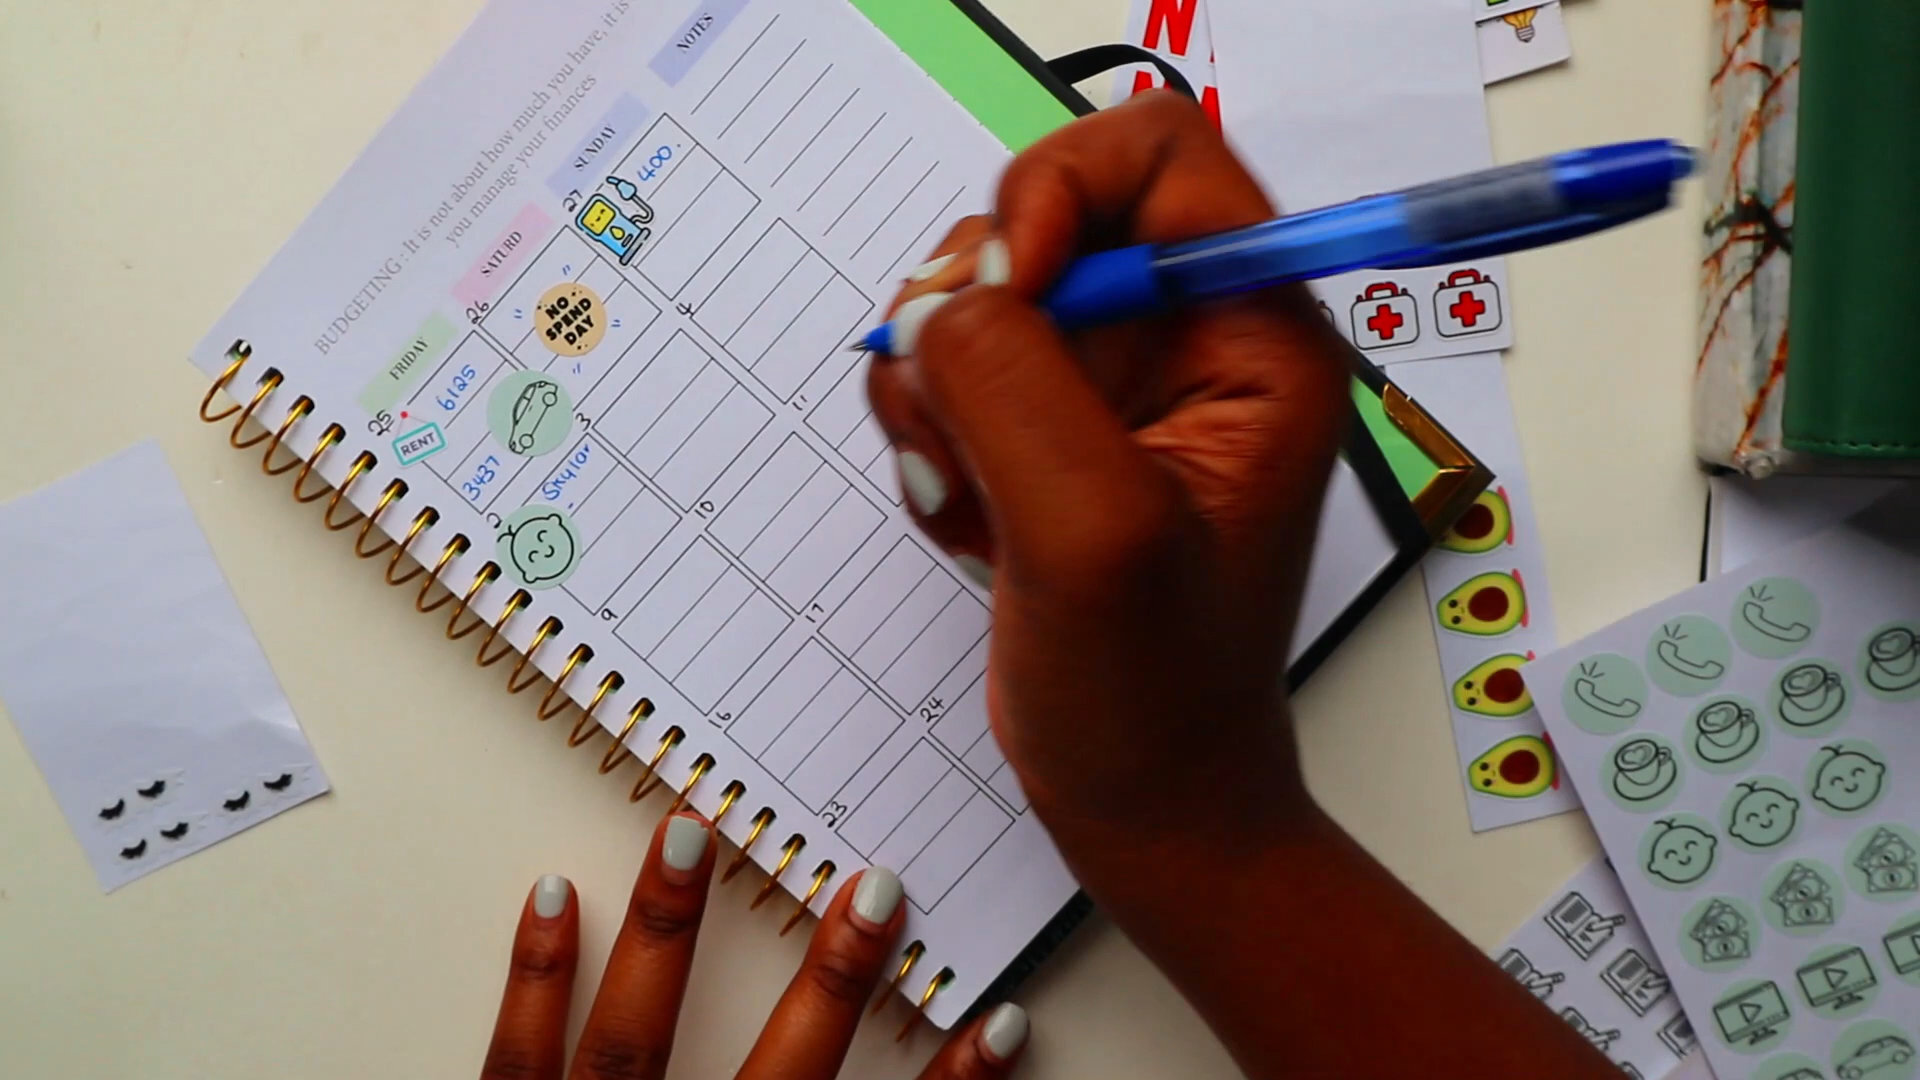 BUDGETING : It is not about how much you have, it is
you manage your finances
FRIDAY
SATURD
SUNDAY
NOTES
25
RENT
6125
3437
26
NO
SPEND
DAY
27
400.
2
Skylar
3
4
9
10
11
16
17
23
24
N